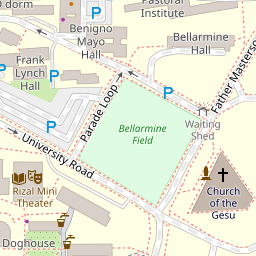 O dorm
Pastoral
Institute
P
Benigno
Mayo
Hall
P
Bellarmine
Hall
Frank
Lynch
Hall
P
P
Parade Loop
Father Masterso
Bellarmine
Field
Waiting
Shed
P
University Road
Rizal Mini
Theater
Church
of the
Gesu
Doghouse
P